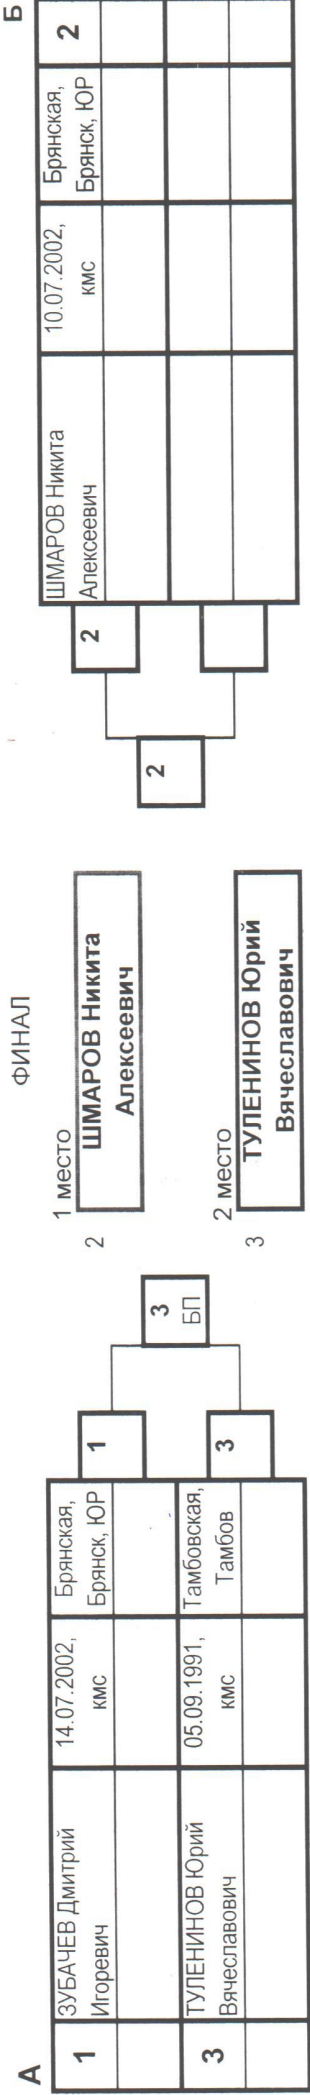 А
1
ЗУБАЧЕВ Дмитрий
Игоревич
14.07.2002,
кмс
Брянская,
Брянск, ЮР
3
ТУЛЕНИНОВ Юрий
Вячеславович
05.09.1991,
кмс
Тамбовская,
Тамбов
1
3
3
БП
ФИНАЛ
1 место
2
ШМАРОВ Никита
Алексеевич
2 место
3
ТУЛЕНИНОВ Юрий
Вячеславович
Б
2
2
ШМАРОВ Никита
Алексеевич
10.07.2002,
кмс
Брянская,
Брянск, ЮР
2